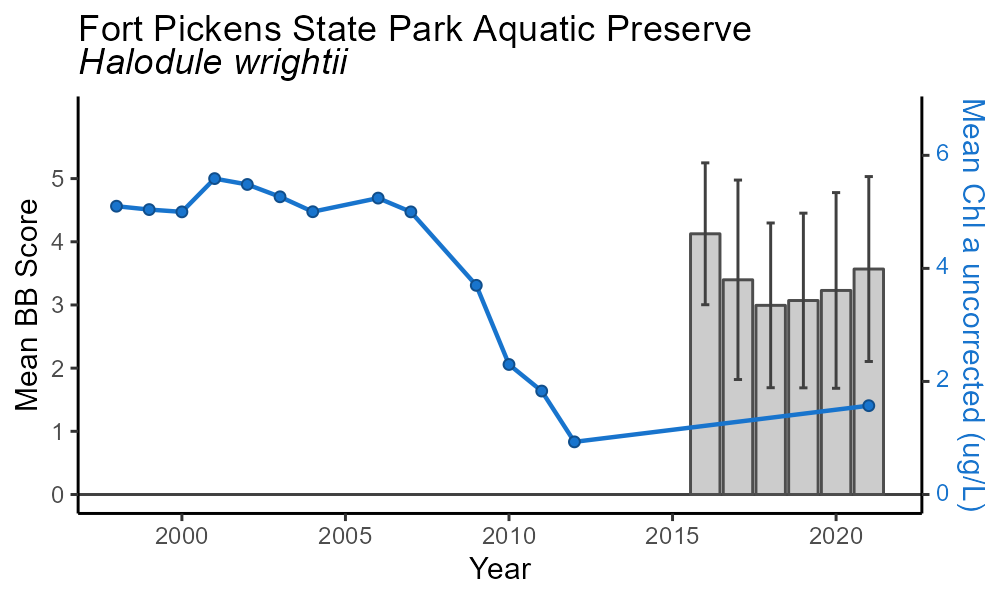 Fort Pickens State Park Aquatic Preserve
Halodule wrightii
Mean BB Score
5
4
3
2
1
0
6
4
2
0
Mean Chl a uncorrected (ug/L)
2000 2005 2010 2015 2020
Year